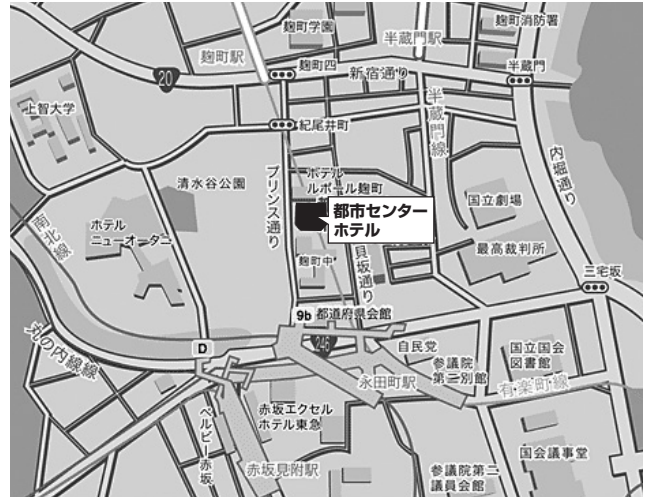 麹町学園
麹町消防署
半蔵門駅
麹町駅
麹町四
新宿通り
半蔵門
20
上智大学
紀尾井町
半蔵門線
内堀通り
清水谷公園
プリンス通り
ホテル
ルポール麹町
国立劇場
都市センター
ホテル
南北線
ホテル
ニューオータニ
最高裁判所
麹町中
貝坂通り
三宅坂
9b
都道府県会館
D
246
自民党
丸の内線線
永田町駅
参議院
第二別館
国立国会
図書館
有楽町線
ベルビー赤坂
赤坂エクセル
ホテル東急
赤坂見附駅
国会議事堂
参議院第二
議員会館